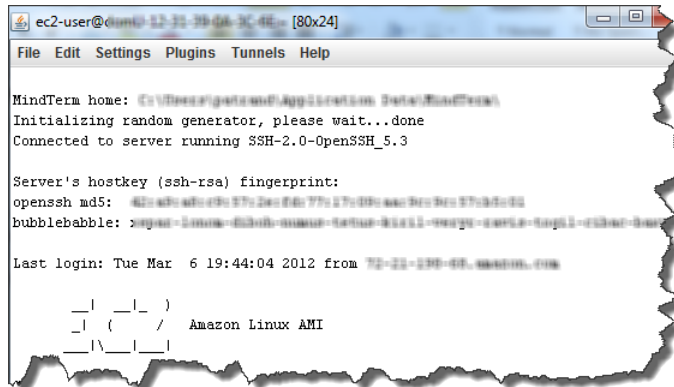 ec2-user@ [80x24]
File Edit Settings Plugins Tunnels Help
MindTerm home:
Initializing random generator, please wait...done
Connected to server running SSH-2.0-OpenSSH_5.3
Server's hostkey (ssh-rsa) fingerprint:
openssh md5:
bubblebabble:
Last login: Tue Mar  6 19:44:04 2012 from
__|  __|_  )
_|  (     /   Amazon Linux AMI
___|\___|___|